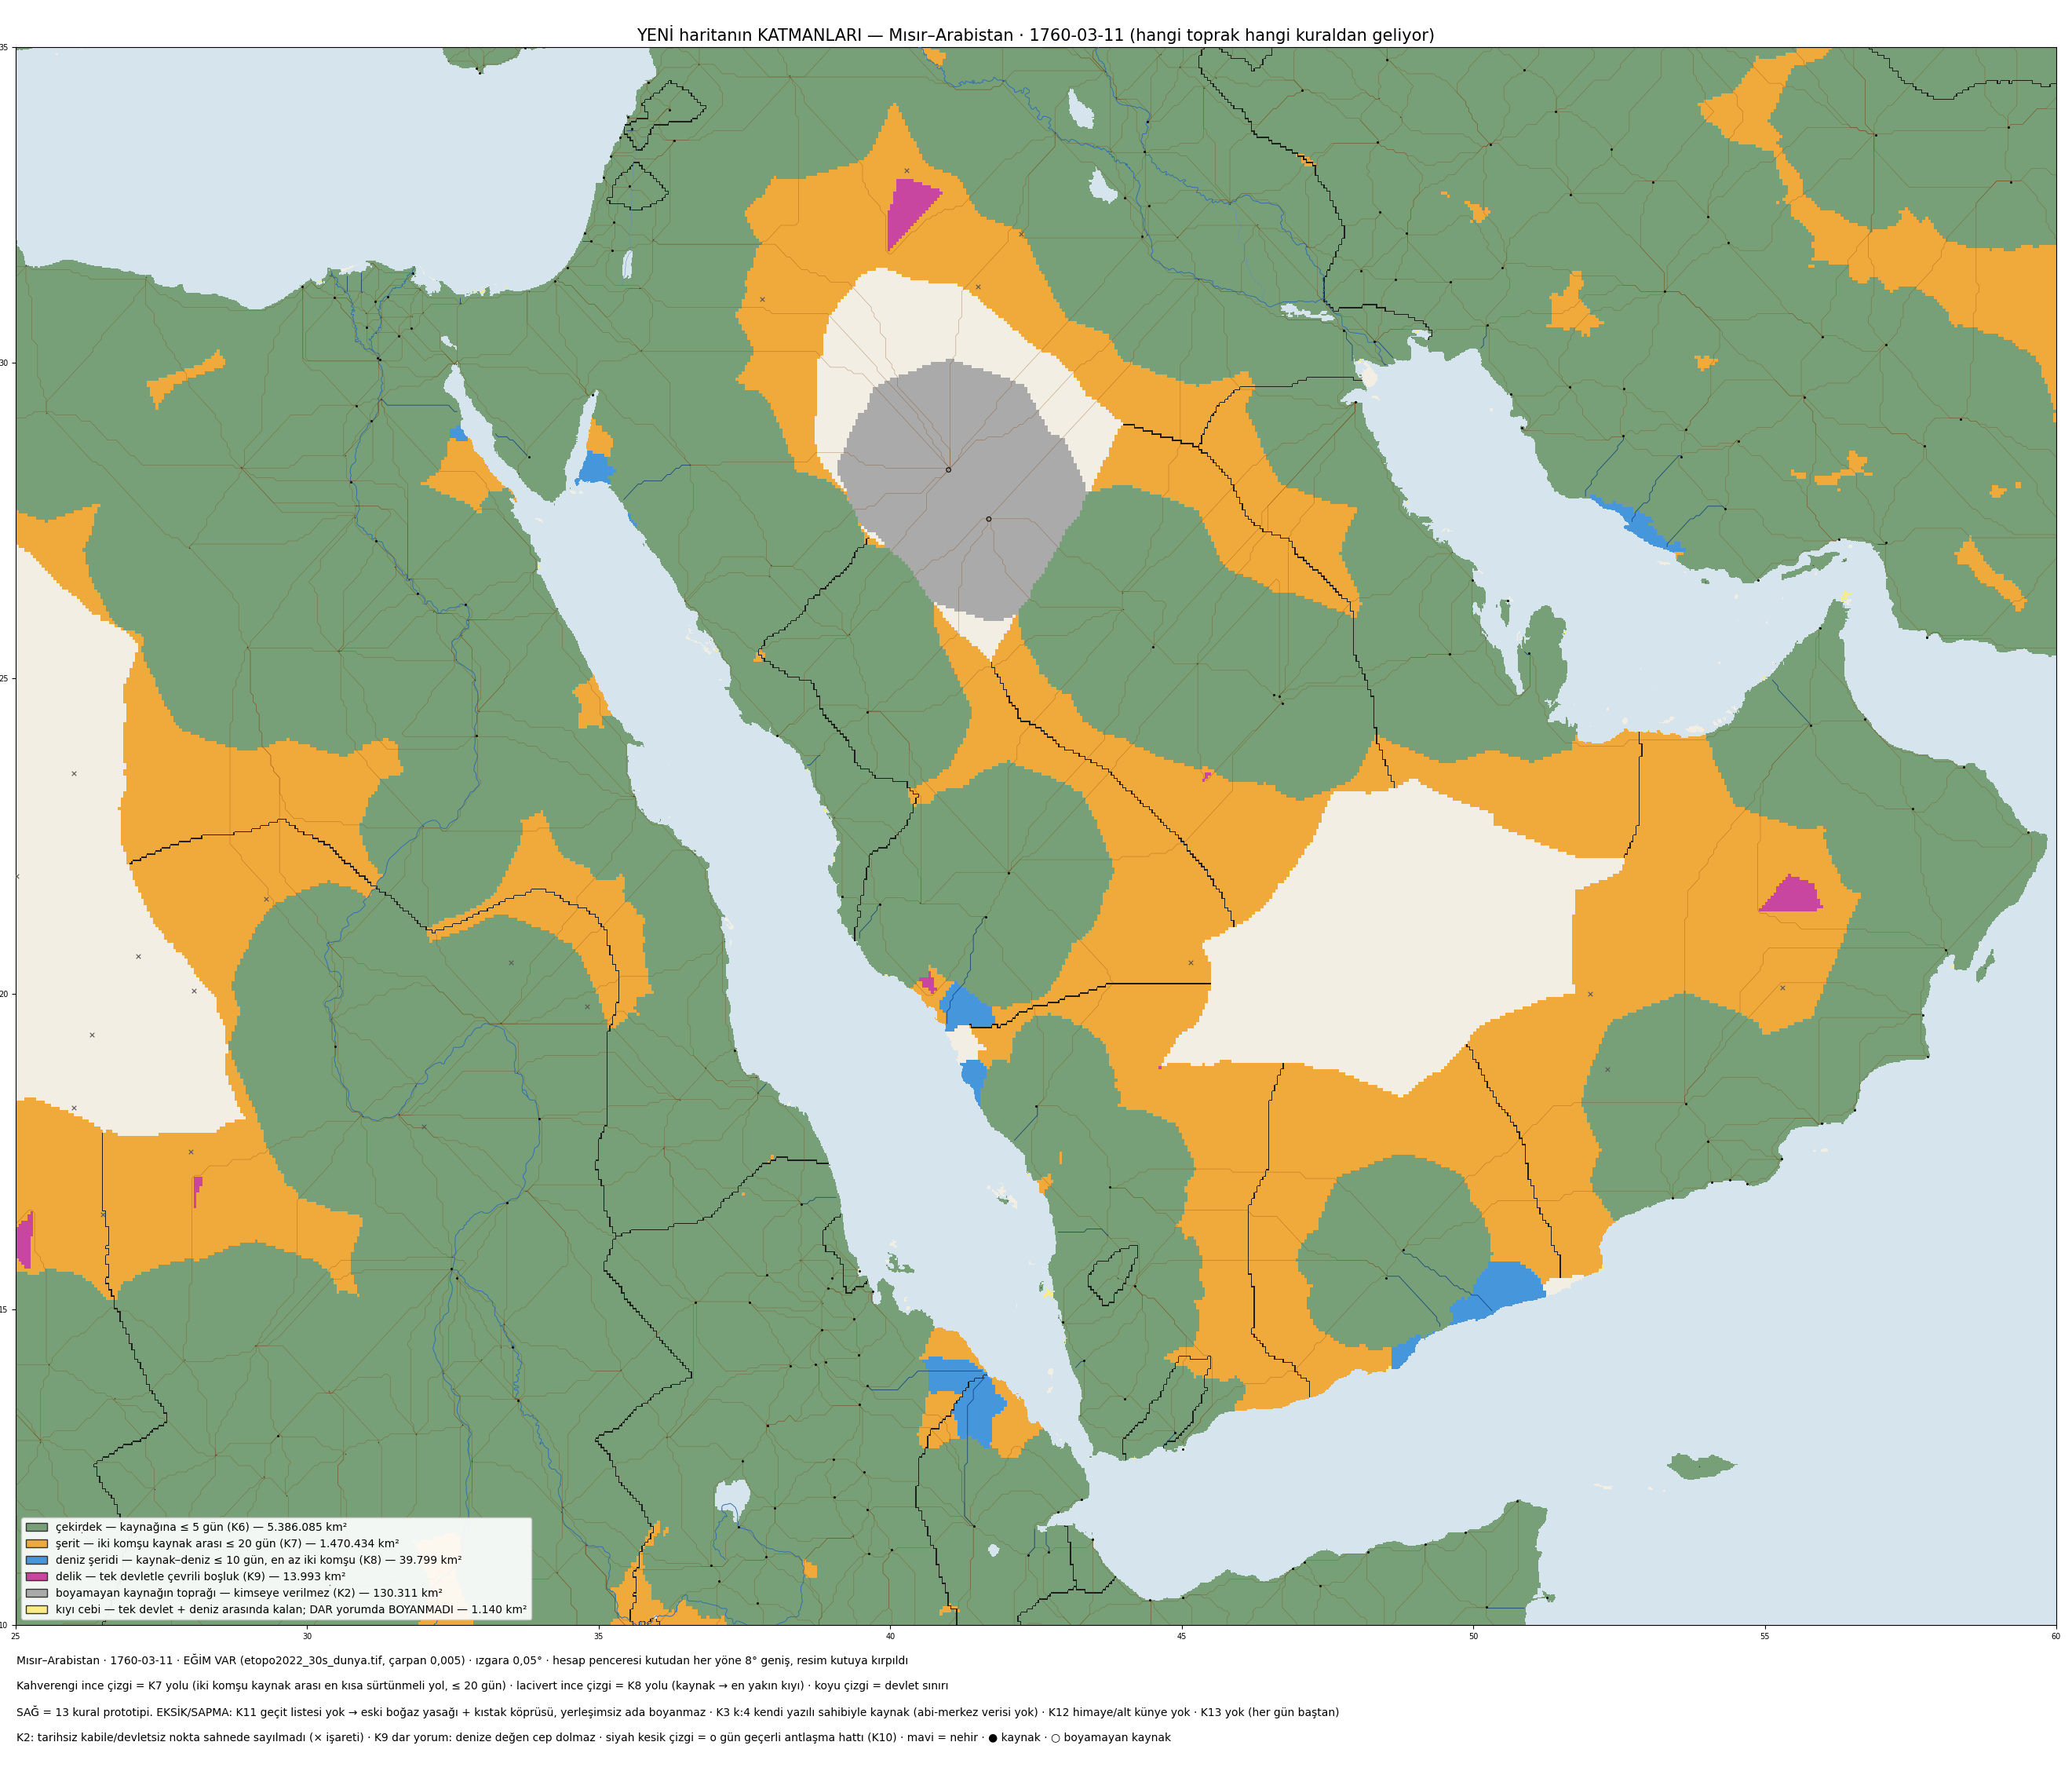 YENİ haritanın KATMANLARI — Mısır–Arabistan · 1760-03-11 (hangi toprak hangi kuraldan geliyor)
35
30
25
20
15
10
çekirdek — kaynağına ≤ 5 gün (K6) — 5.386.085 km²
şerit — iki komşu kaynak arası ≤ 20 gün (K7) — 1.470.434 km²
deniz şeridi — kaynak–deniz ≤ 10 gün, en az iki komşu (K8) — 39.799 km²
delik — tek devletle çevrili boşluk (K9) — 13.993 km²
boyamayan kaynağın toprağı — kimseye verilmez (K2) — 130.311 km²
kıyı cebi — tek devlet + deniz arasında kalan; DAR yorumda BOYANMADI — 1.140 km²
25 30 35 40 45 50 55 60
Mısır–Arabistan · 1760-03-11 · EĞİM VAR (etopo2022_30s_dunya.tif, çarpan 0,005) · ızgara 0,05° · hesap penceresi kutudan her yöne 8° geniş, resim kutuya kırpıldı
Kahverengi ince çizgi = K7 yolu (iki komşu kaynak arası en kısa sürtünmeli yol, ≤ 20 gün) · lacivert ince çizgi = K8 yolu (kaynak → en yakın kıyı) · koyu çizgi = devlet sınırı
SAĞ = 13 kural prototipi. EKSİK/SAPMA: K11 geçit listesi yok → eski boğaz yasağı + kıstak köprüsü, yerleşimsiz ada boyanmaz · K3 k:4 kendi yazılı sahibiyle kaynak (abi-merkez verisi yok) · K12 himaye/alt künye yok · K13 yok (her gün baştan)
K2: tarihsiz kabile/devletsiz nokta sahnede sayılmadı (× işareti) · K9 dar yorum: denize değen cep dolmaz · siyah kesik çizgi = o gün geçerli antlaşma hattı (K10) · mavi = nehir · ● kaynak · ○ boyamayan kaynak